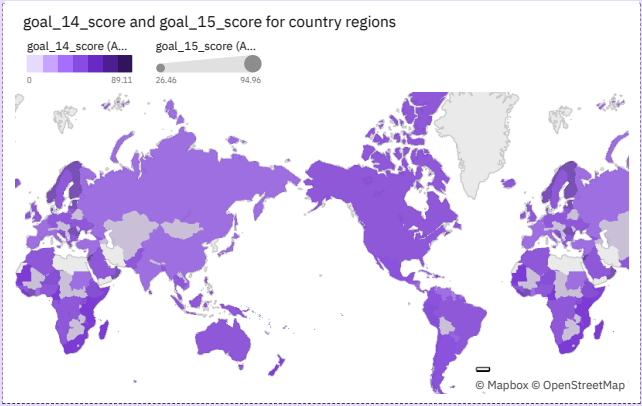 goal_14_score and goal_15_score for country regions
goal_14_score (A...
goal_15_score (A...
0
89.11
26.46
94.96
© Mapbox © OpenStreetMap